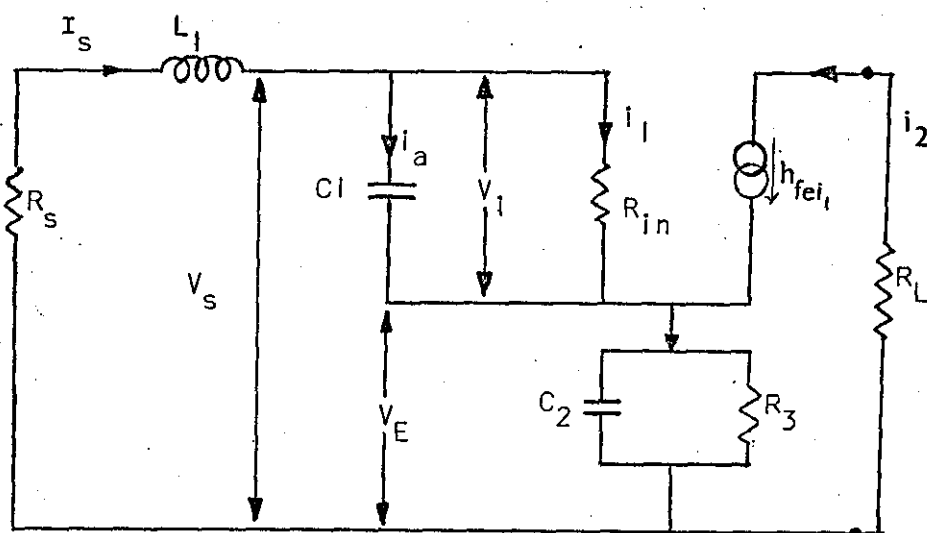 I_s
L_1
i_a
C1
V_1
i_1
R_in
h_fei_1
i_2
R_s
V_s
R_L
V_E
C_2
R_3